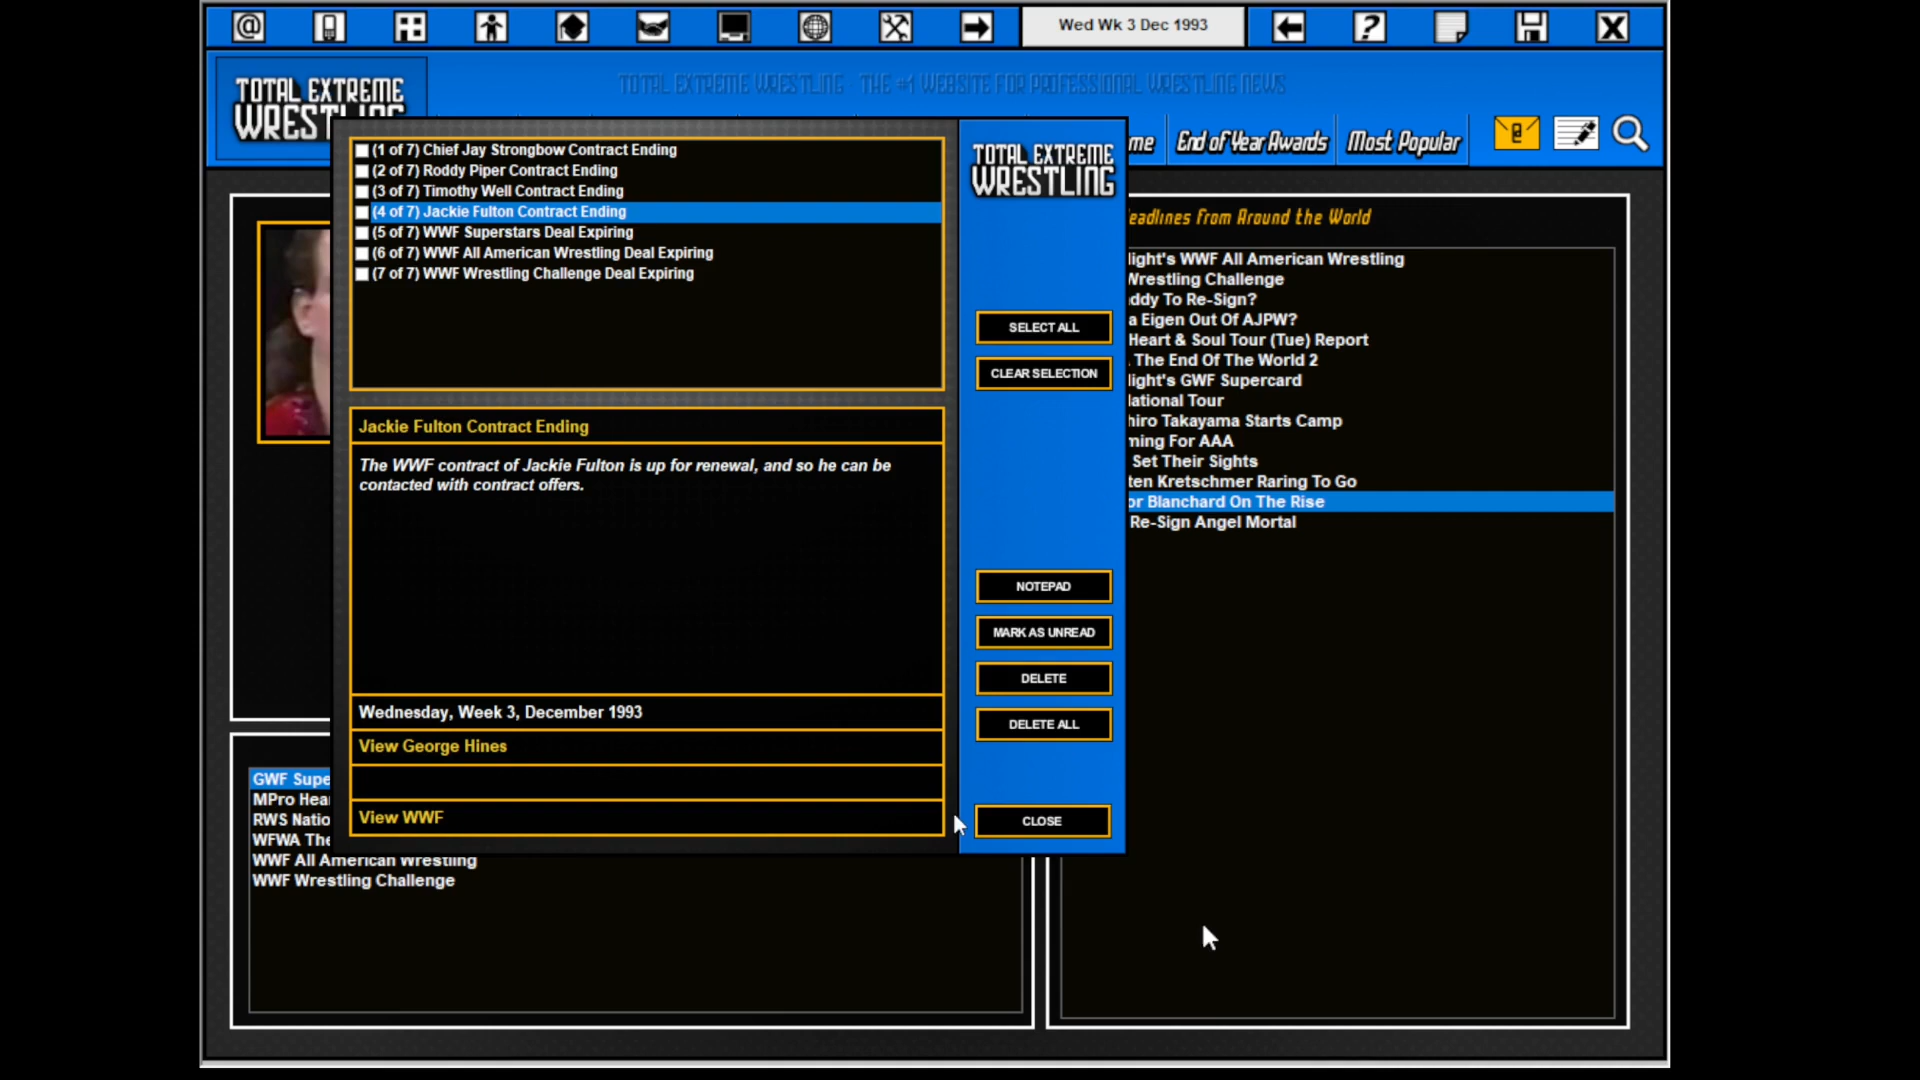 Wed Wk 3 Dec 1993
TOTAL EXTREME WRESTLING THE #1 WEBSITE FOR PROFESSIONAL WRESTLING NEWS
TOTAL EXTREME
me
End of Year Awards
Most Popular
(1 of 7) Chief Jay Strongbow Contract Ending
(2 of 7) Roddy Piper Contract Ending
(3 of 7) Timothy Well Contract Ending
(4 of 7) Jackie Fulton Contract Ending
(5 of 7) WWF Superstars Deal Expiring
(6 of 7) WWF All American Wrestling Deal Expiring
(7 of 7) WWF Wrestling Challenge Deal Expiring
Jackie Fulton Contract Ending
The WWF contract of Jackie Fulton is up for renewal, and so he can be
contacted with contract offers.
Wednesday, Week 3, December 1993
View George Hines
View WWF
TOTAL EXTREME
WRESTLING
SELECT ALL
CLEAR SELECTION
NOTEPAD
MARK AS UNREAD
DELETE
DELETE ALL
CLOSE
eadlines From Around the World
ight's WWF All American Wrestling
Wrestling Challenge
ddy To Re-Sign?
a Eigen Out Of AJPW?
Heart & Soul Tour (Tue) Report
The End Of The World 2
ight's GWF Supercard
National Tour
hiro Takayama Starts Camp
ming For AAA
Set Their Sights
ten Kretschmer Raring To Go
or Blanchard On The Rise
Re-Sign Angel Mortal
GWF Supe
MPro Hea
RWS Natio
WFWA The
WWF All American Wrestling
WWF Wrestling Challenge